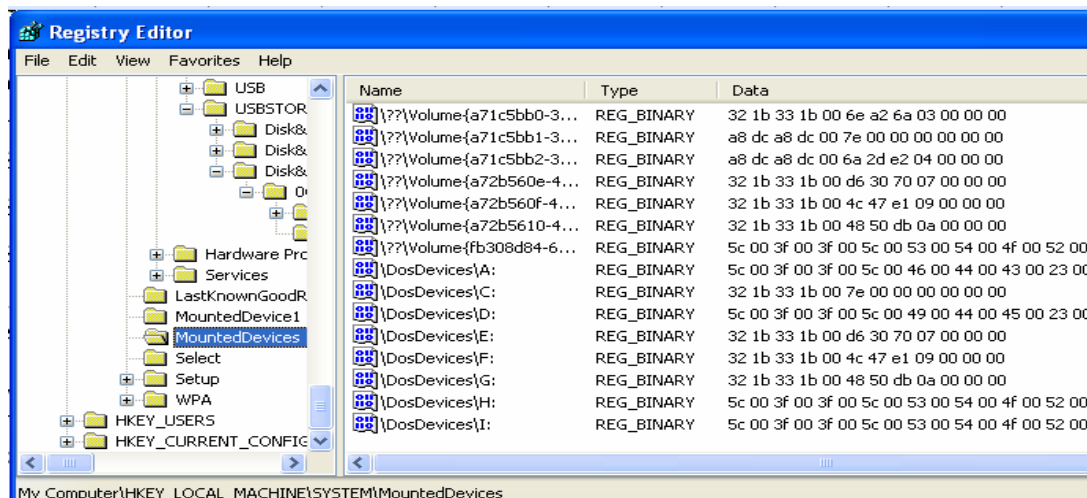 Registry Editor
File Edit View Favorites Help
USB
USBSTOR
Disk&
Disk&
Disk&
Hardware Pro
Services
LastKnownGoodR
MountedDevice1
MountedDevices
Select
Setup
WPA
HKEY_USERS
HKEY_CURRENT_CONFIG
Name Type Data
\??\Volume{a71c5bb0-3... REG_BINARY 32 1b 33 1b 00 6e a2 6a 03 00 00 00
\??\Volume{a71c5bb1-3... REG_BINARY a8 dc a8 dc 00 7e 00 00 00 00 00 00
\??\Volume{a71c5bb2-3... REG_BINARY a8 dc a8 dc 00 6a 2d e2 04 00 00 00
\??\Volume{a72b560e-4... REG_BINARY 32 1b 33 1b 00 d6 30 70 07 00 00 00
\??\Volume{a72b560f-4... REG_BINARY 32 1b 33 1b 00 4c 47 e1 09 00 00 00
\??\Volume{a72b5610-4... REG_BINARY 32 1b 33 1b 00 48 50 db 0a 00 00 00
\??\Volume{fb308d84-6... REG_BINARY 5c 00 3f 00 3f 00 5c 00 53 00 54 00 4f 00 52 00
\DosDevices\A: REG_BINARY 5c 00 3f 00 3f 00 5c 00 46 00 44 00 43 00 23 00
\DosDevices\C: REG_BINARY 32 1b 33 1b 00 7e 00 00 00 00 00 00
\DosDevices\D: REG_BINARY 5c 00 3f 00 3f 00 5c 00 49 00 44 00 45 00 23 00
\DosDevices\E: REG_BINARY 32 1b 33 1b 00 d6 30 70 07 00 00 00
\DosDevices\F: REG_BINARY 32 1b 33 1b 00 4c 47 e1 09 00 00 00
\DosDevices\G: REG_BINARY 32 1b 33 1b 00 48 50 db 0a 00 00 00
\DosDevices\H: REG_BINARY 5c 00 3f 00 3f 00 5c 00 53 00 54 00 4f 00 52 00
\DosDevices\I: REG_BINARY 5c 00 3f 00 3f 00 5c 00 53 00 54 00 4f 00 52 00
My Computer\HKEY_LOCAL_MACHINE\SYSTEM\MountedDevices